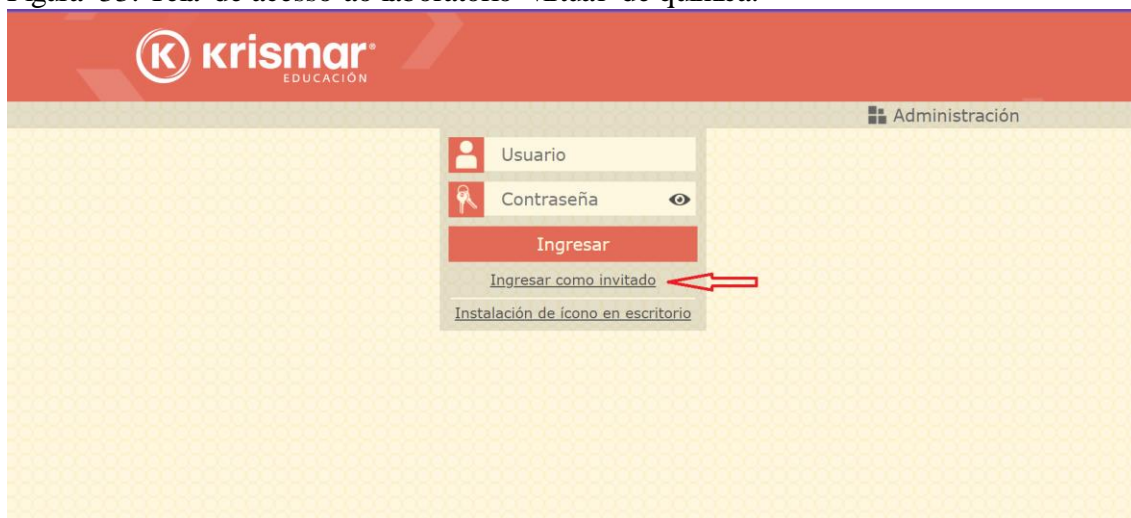 K krismar®
EDUCACIÓN
Administración
Usuario
Contraseña
Ingresar
Ingresar como invitado
Instalación de ícono en escritorio